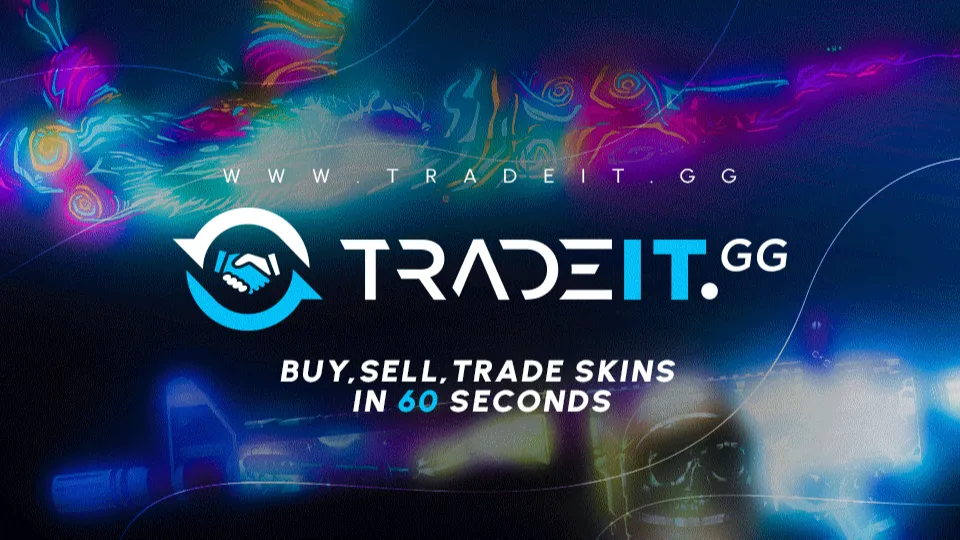 WWW.TRADEIT.GG
TRADEIT.GG
BUY,SELL,TRADE SKINS
IN 60 SECONDS